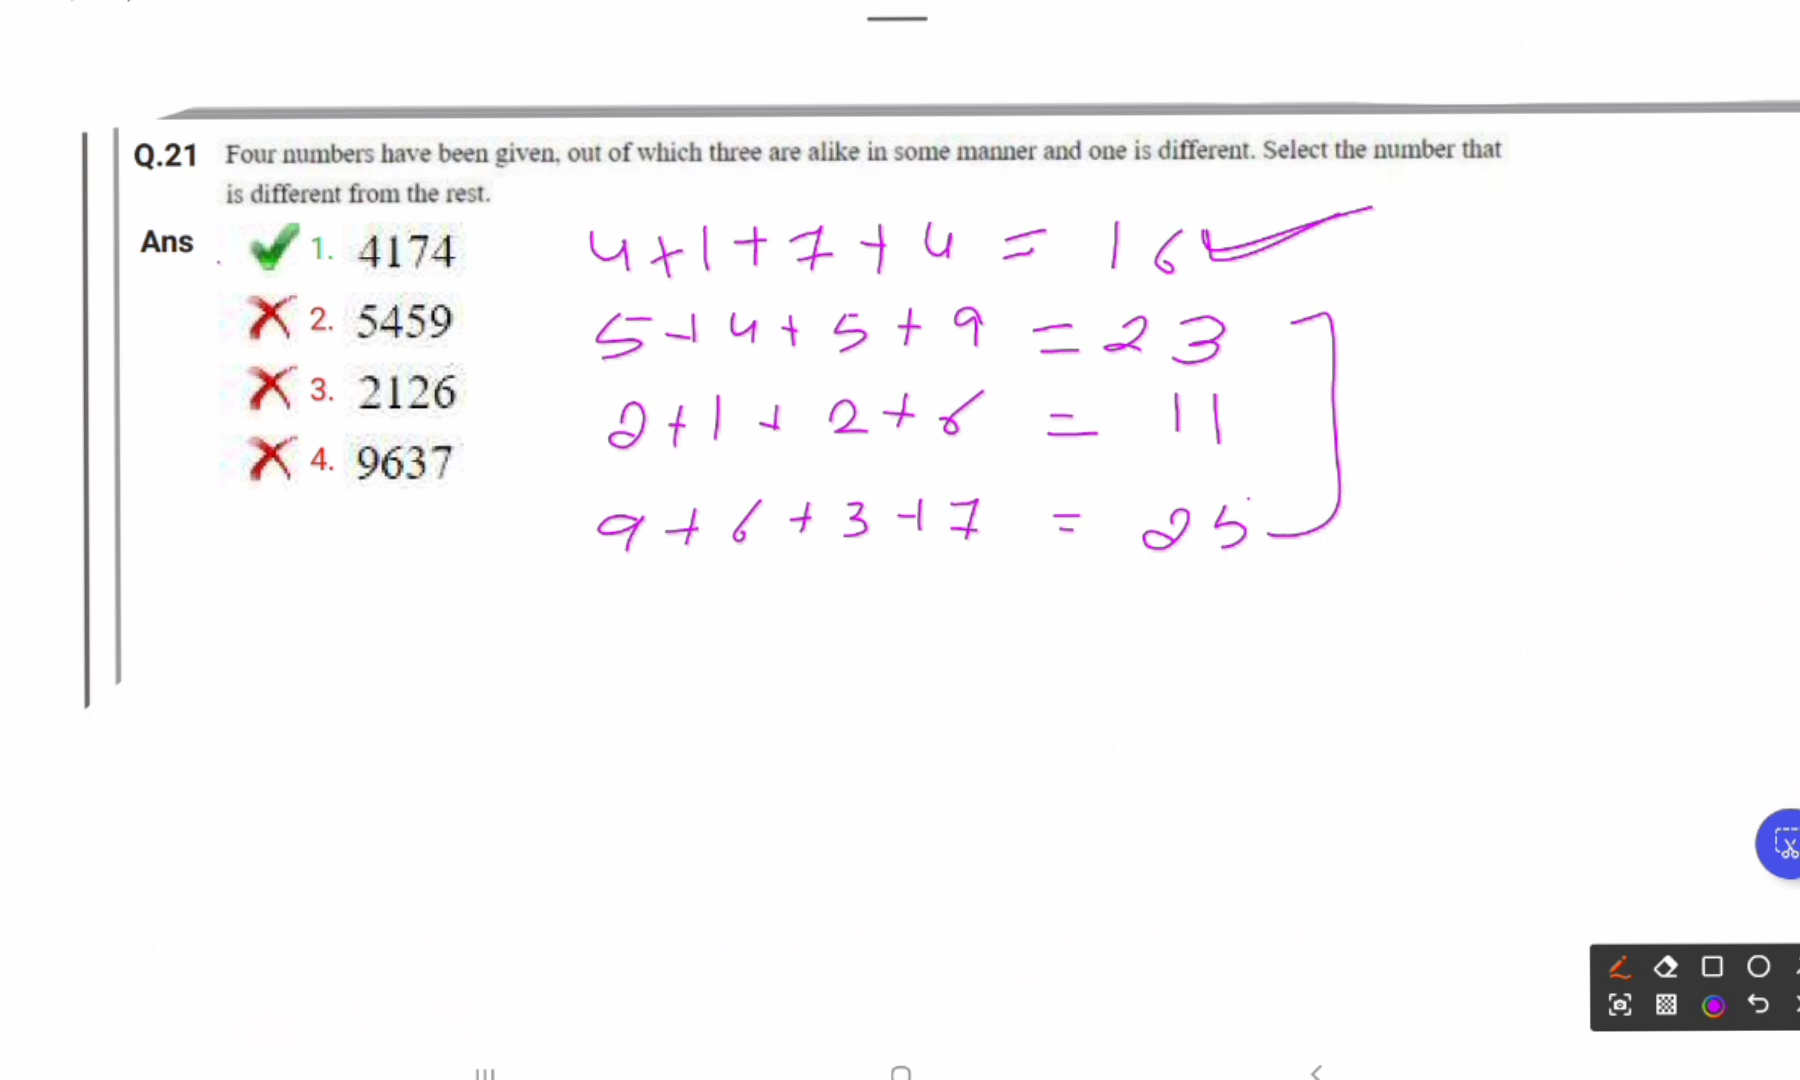 Q.21 Four numbers have been given, out of which three are alike in some manner and one is different. Select the number that
is different from the rest.
Ans 1. 4174 4+1+7+4 = 16
2. 5459 5+4+5+9 = 23
3. 2126 2+1+2+6 = 11
4. 9637
9+6+3+7 = 25